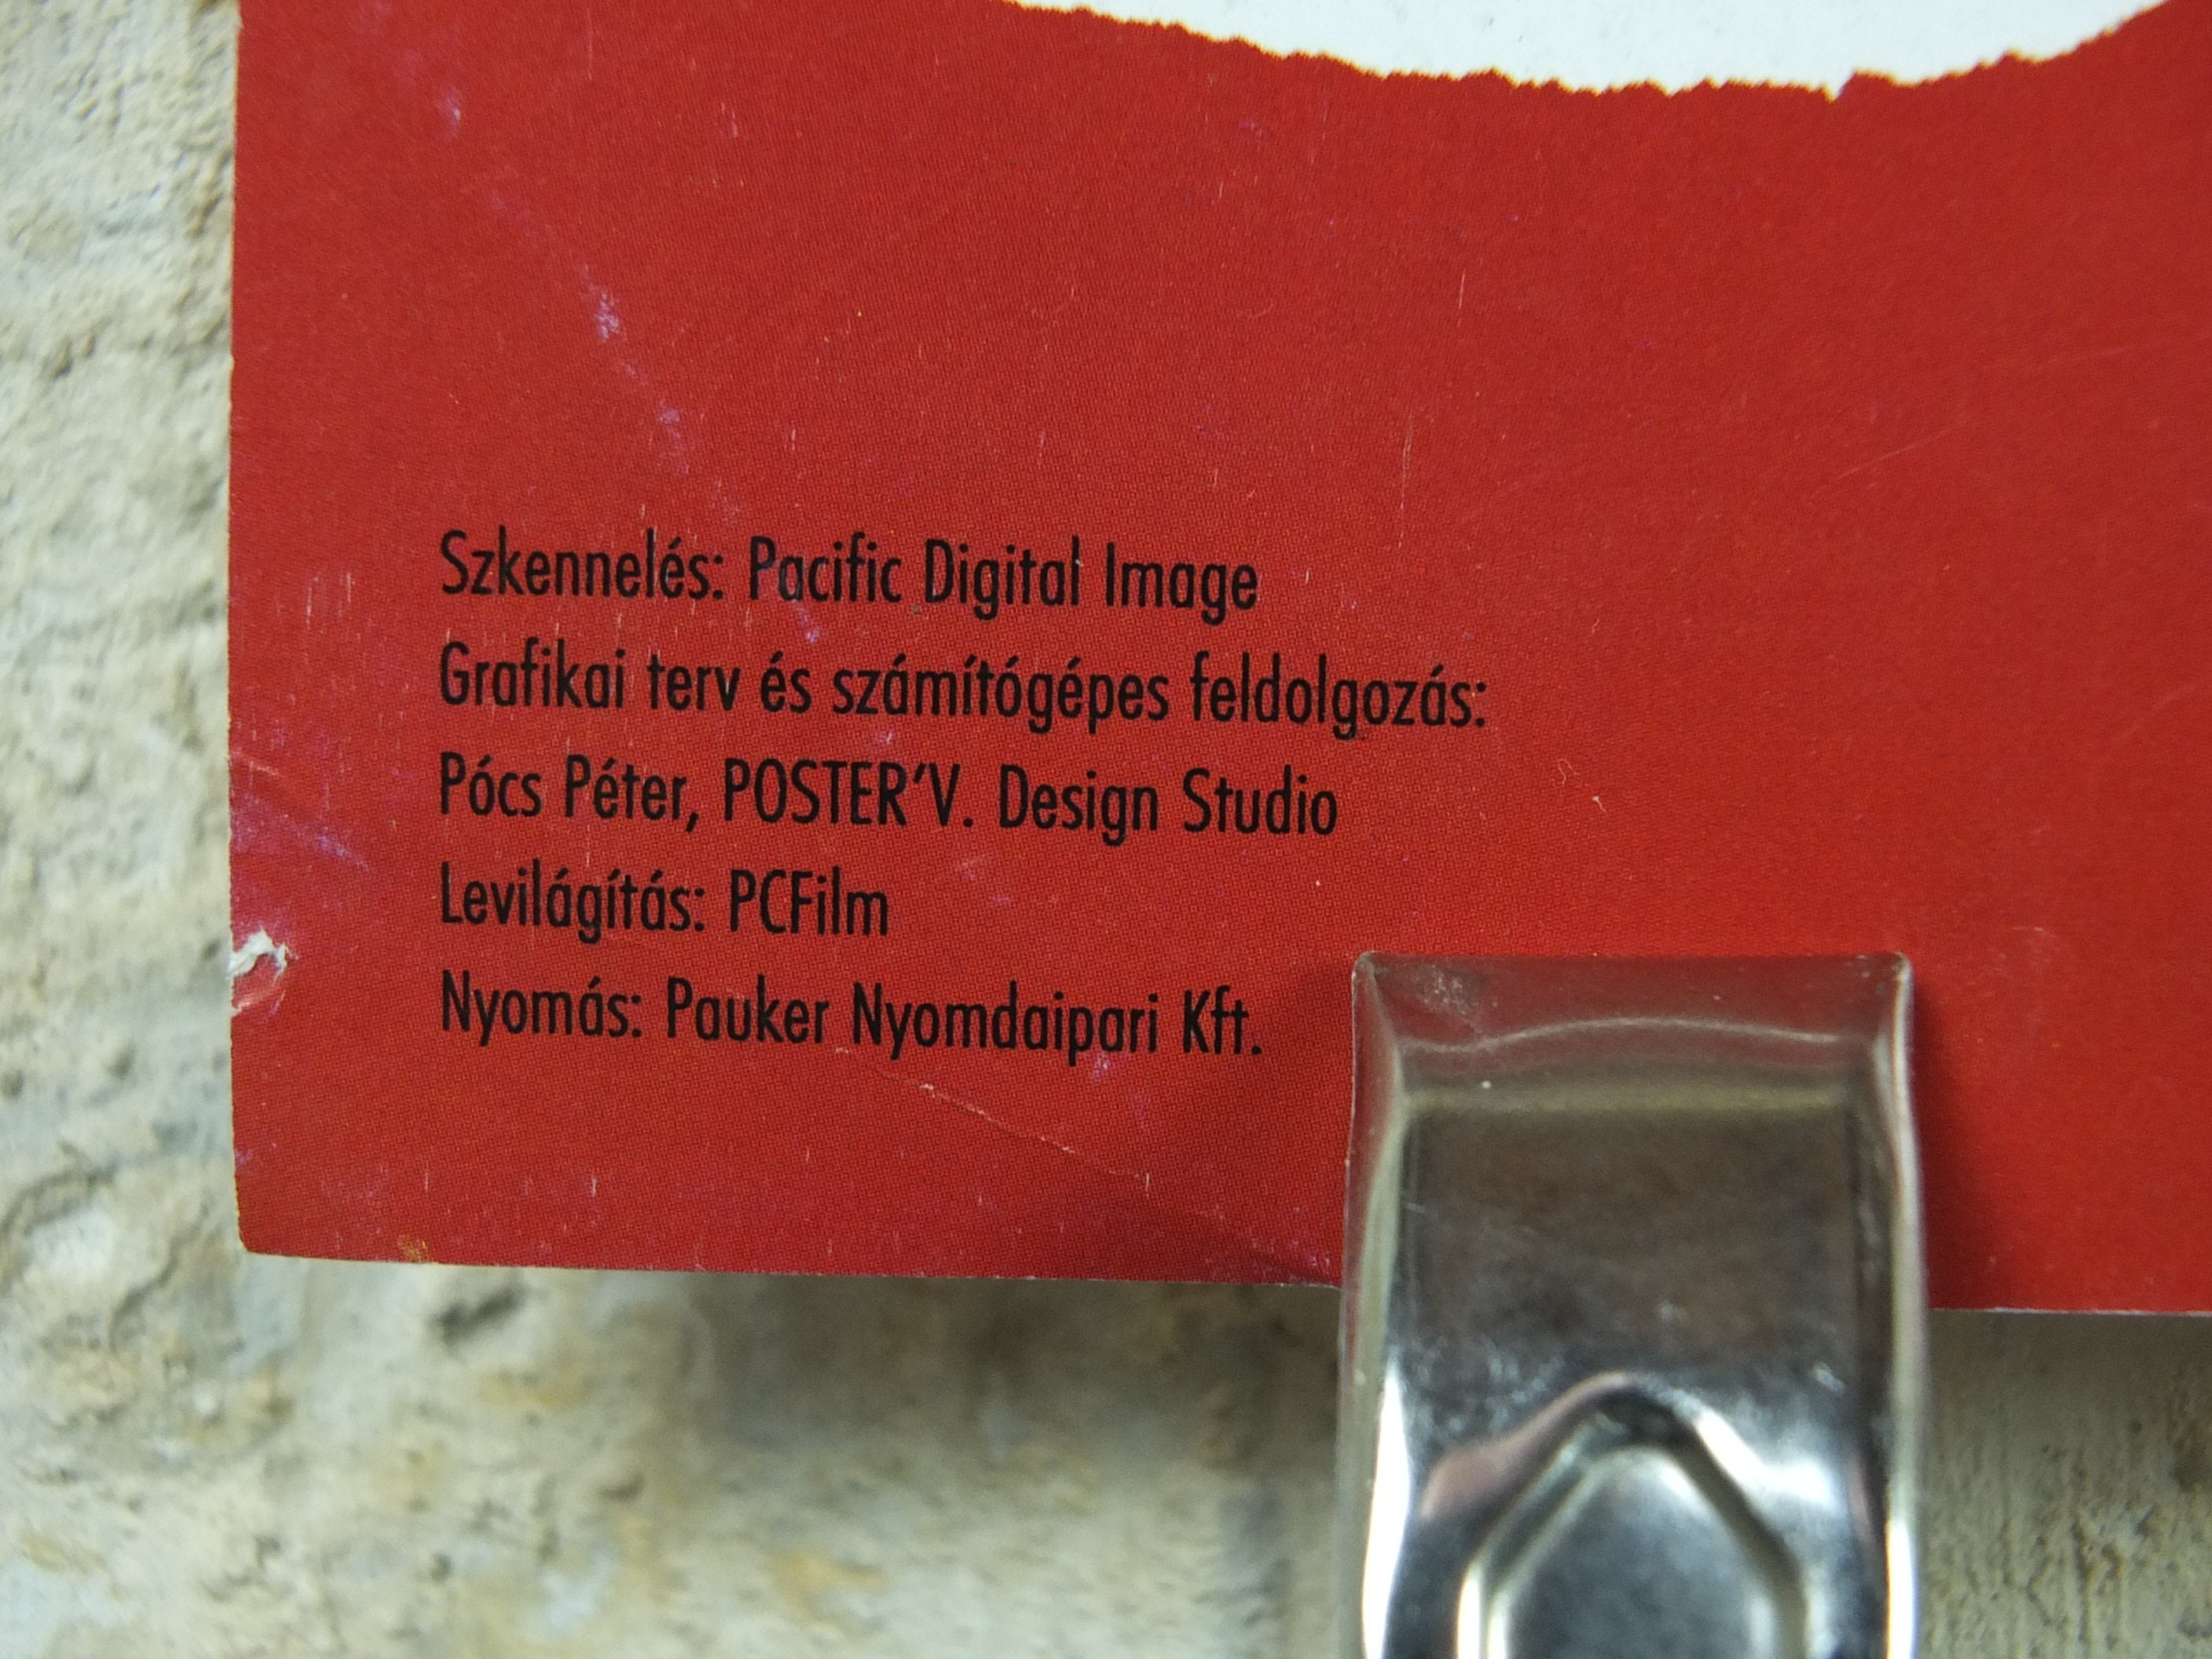 Szkennelés: Pacific Digital Image
Grafikai terv és számítógépes feldolgozás:
Pócs Péter, POSTER'V. Design Studio
Levilágítás: PCFilm
Nyomás: Pauker Nyomdaipari Kft.